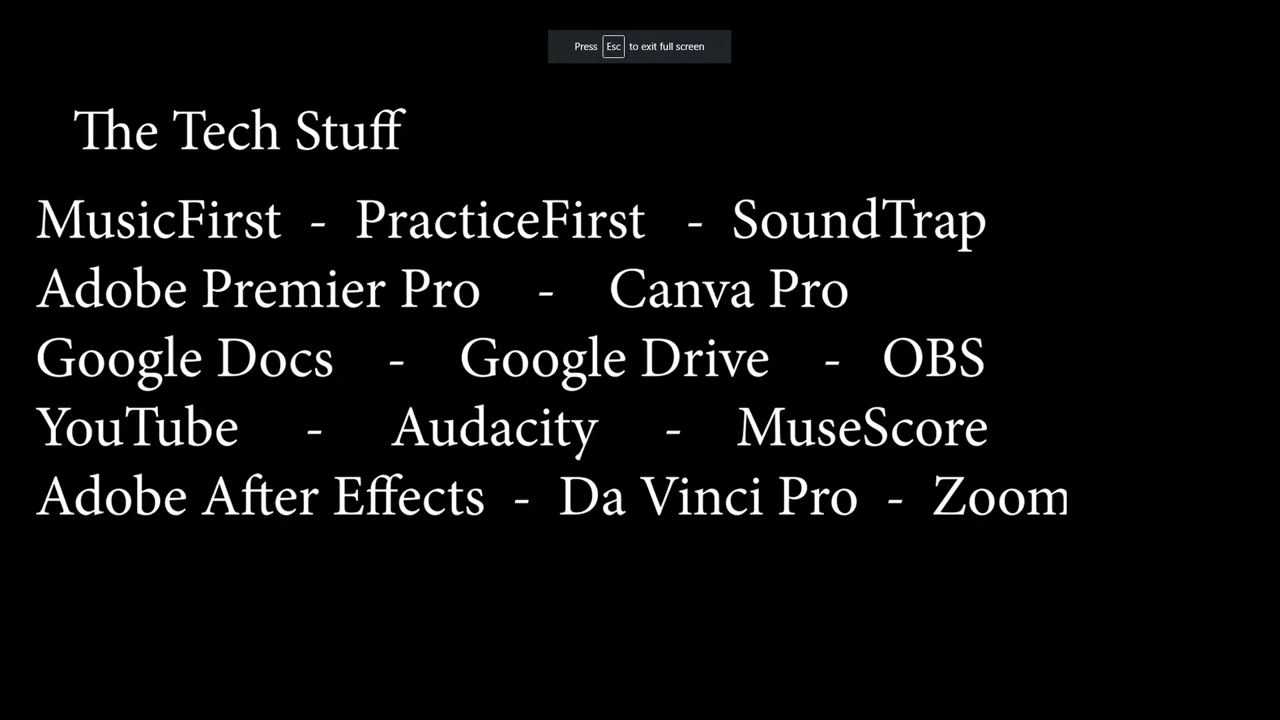 Press Esc to exit full screen
The Tech Stuff
MusicFirst - PracticeFirst - SoundTrap
Adobe Premier Pro - Canva Pro
Google Docs - Google Drive - OBS
YouTube - Audacity - MuseScore
Adobe After Effects - Da Vinci Pro - Zoom